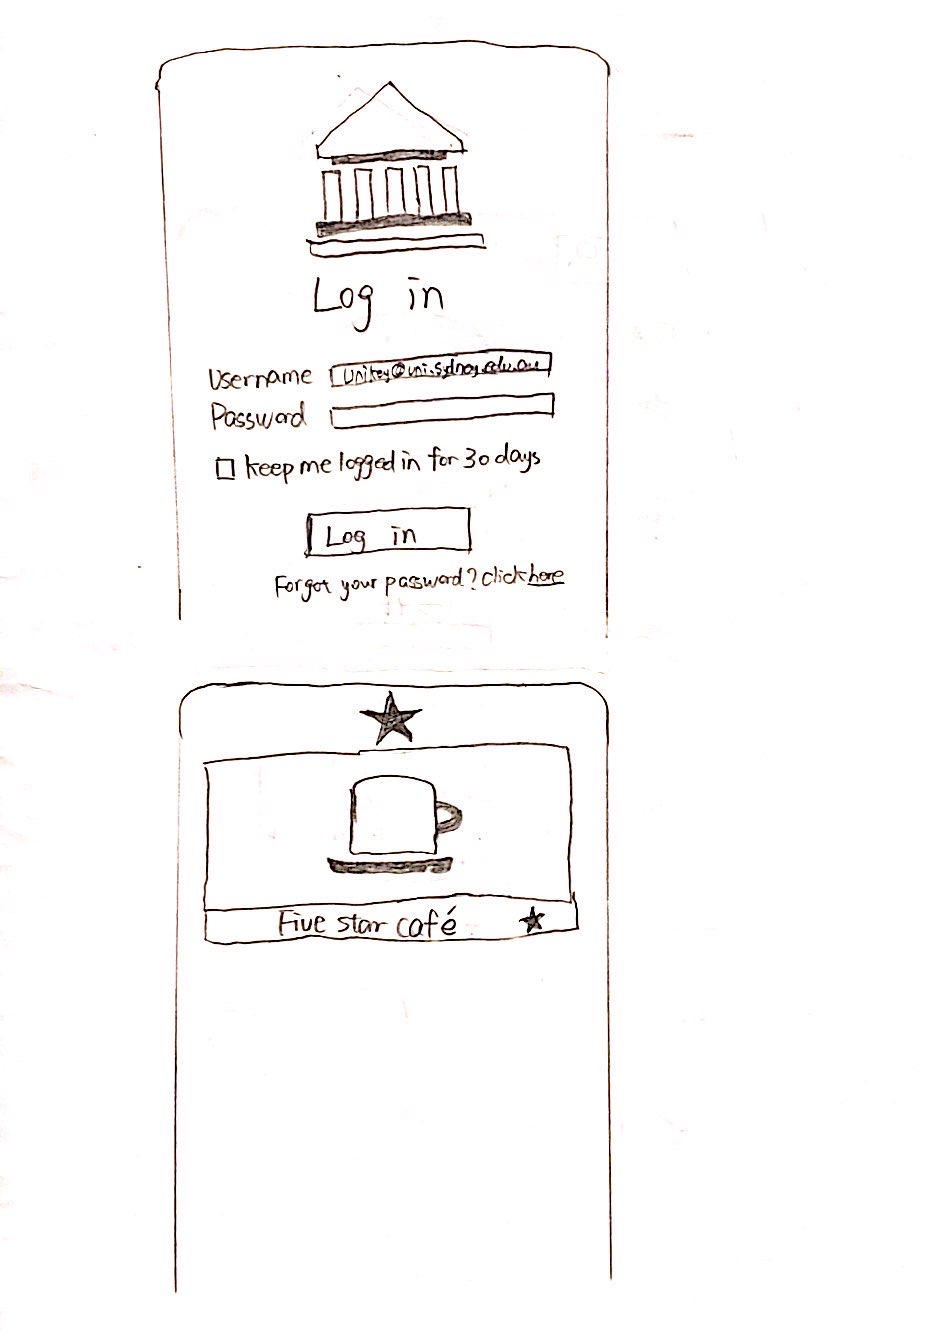 Log in
Username unikey@uni.sydney.edu.au
Password
keep me logged in for 30 days
Log in
Forgot your password? click here
Five star café